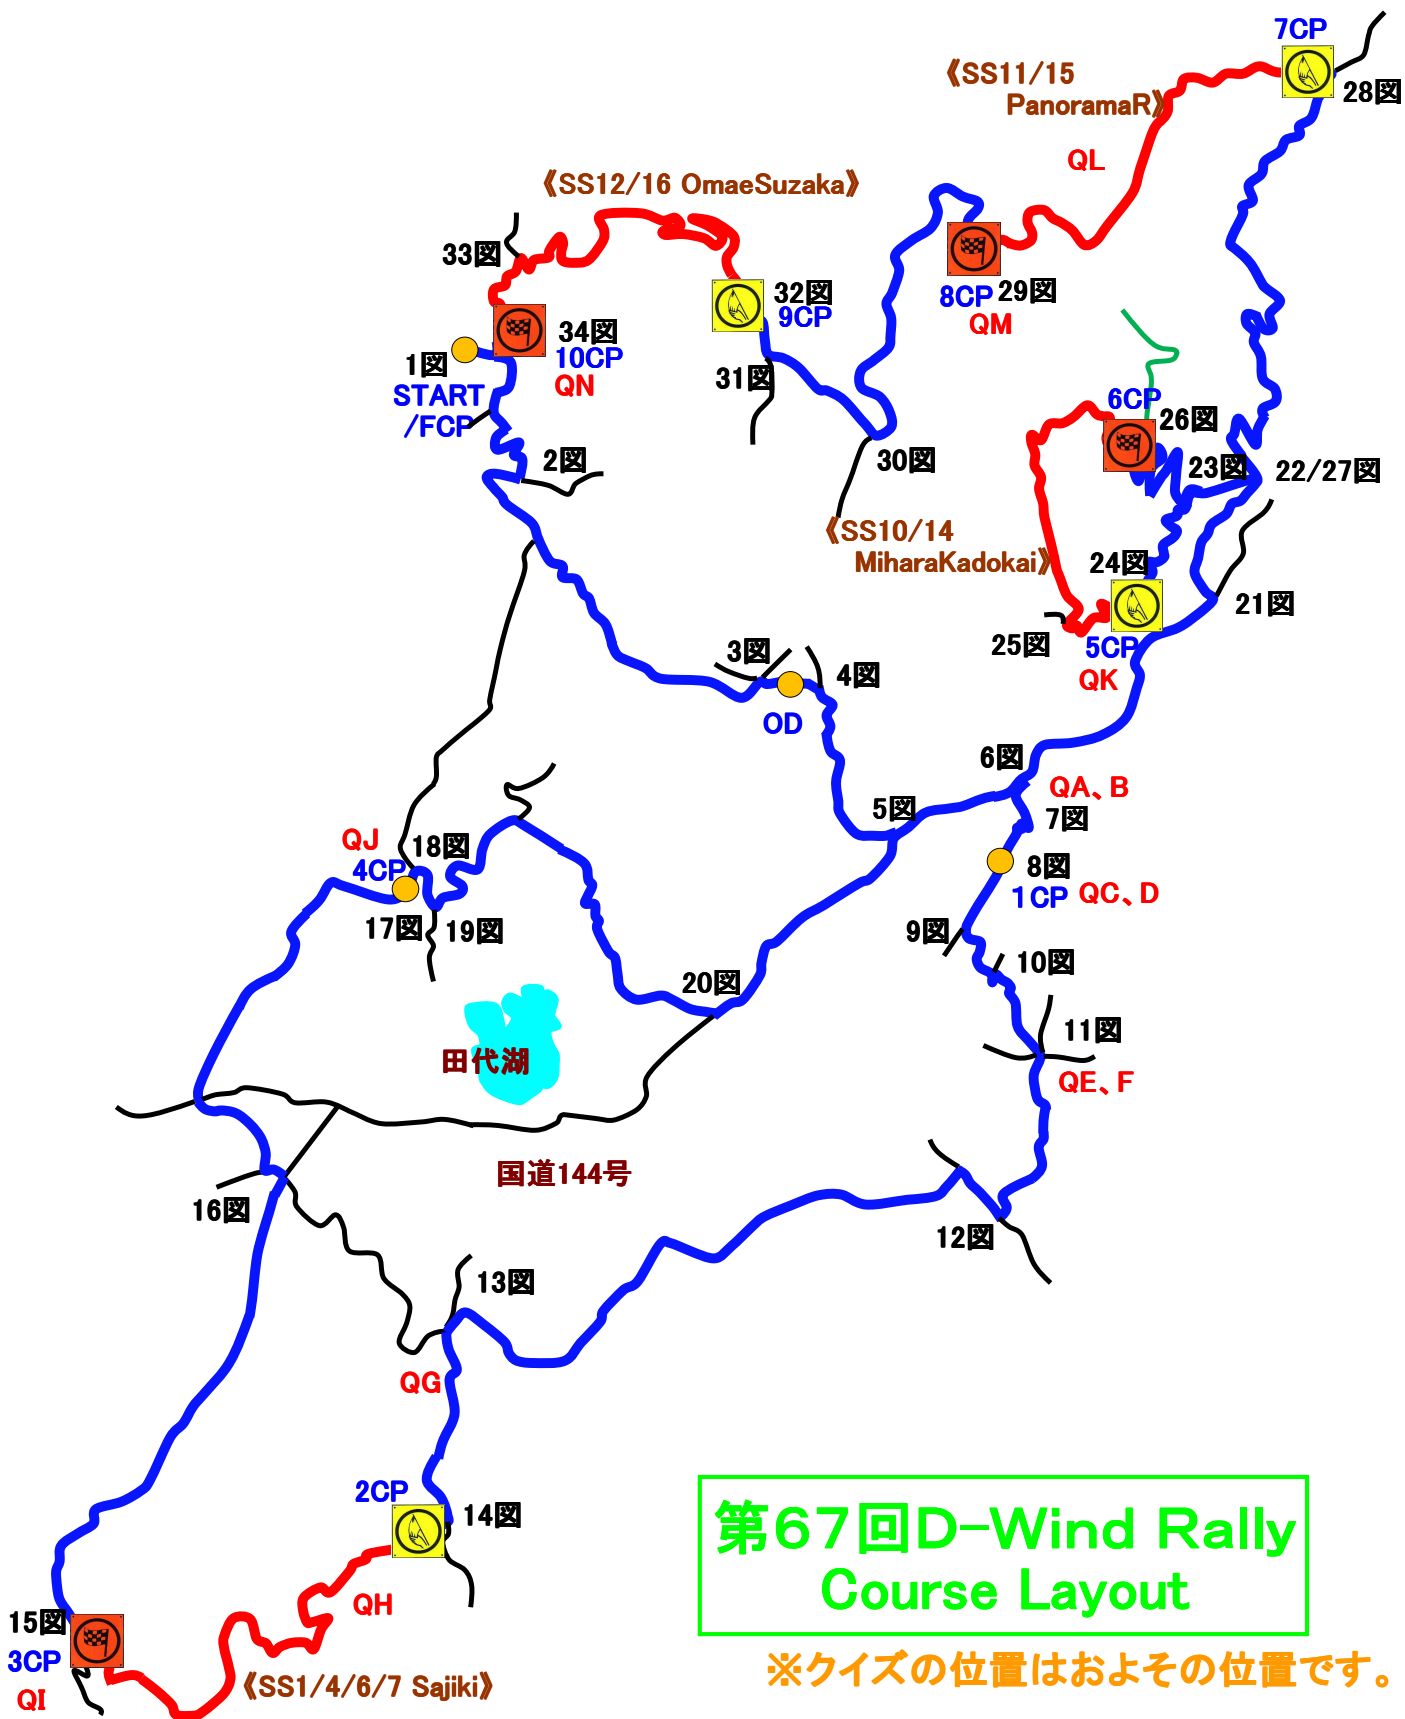 7CP
28図
《SS11/15
PanoramaR》
QL
《SS12/16 OmaeSuzaka》
33図
32図
9CP
8CP 29図
QM
34図
10CP
QN
1図
START
/FCP
31図
6CP
26図
2図
30図
23図
22/27図
《SS10/14
MiharaKadokai》
24図
21図
25図
5CP
QK
3図
4図
OD
6図
QA、B
5図
7図
QJ
18図
4CP
8図
1CP
QC、D
17図
19図
9図
10図
20図
11図
田代湖
QE、F
国道144号
16図
12図
13図
QG
2CP
14図
第67回D-Wind Rally
Course Layout
QH
15図
3CP
QI
《SS1/4/6/7 Sajiki》
※クイズの位置はおよその位置です。